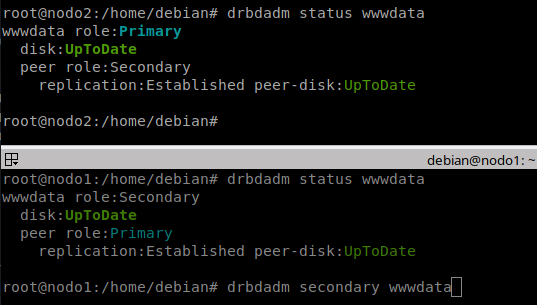 root@nodo2:/home/debian# drbdadm status wwwdata
wwwdata role:Primary
  disk:UpToDate
  peer role:Secondary
    replication:Established peer-disk:UpToDate

root@nodo2:/home/debian#
debian@nodo1: ~
root@nodo1:/home/debian# drbdadm status wwwdata
wwwdata role:Secondary
  disk:UpToDate
  peer role:Primary
    replication:Established peer-disk:UpToDate

root@nodo1:/home/debian# drbdadm secondary wwwdata